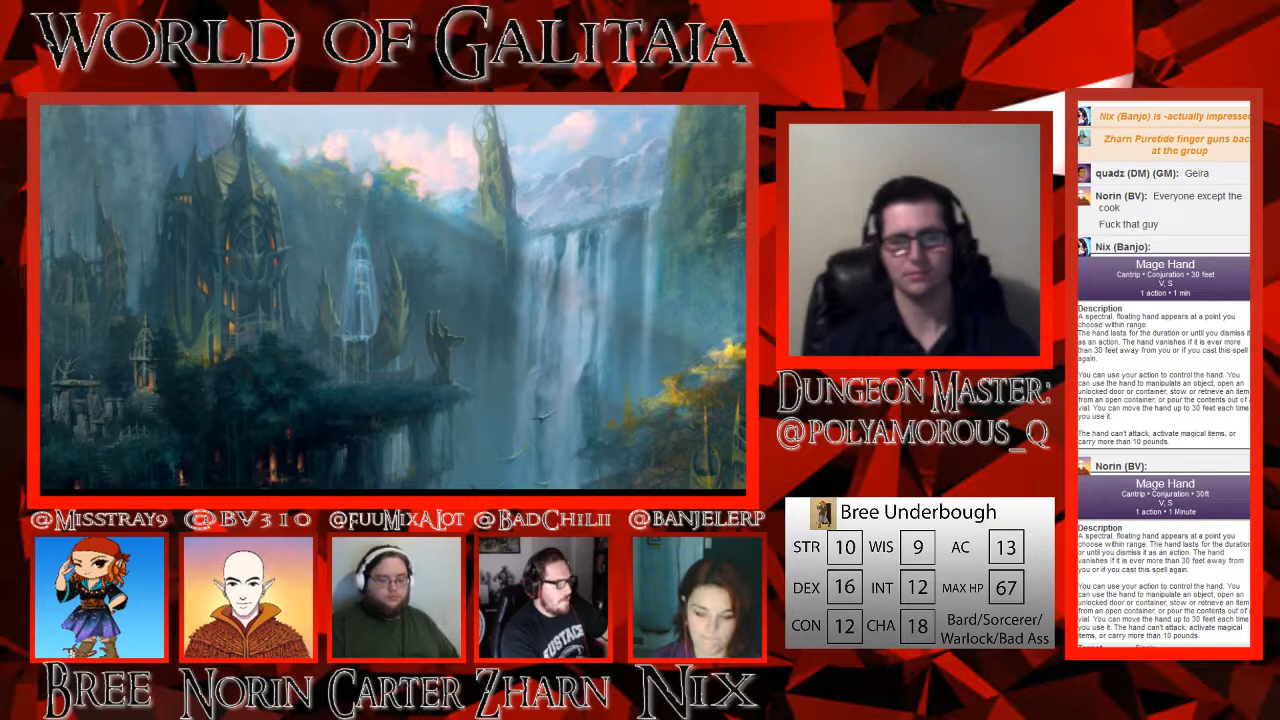 World of Galitaia
Nix (Banjo) is -actually impressed
Zharn Puretide finger guns back
at the group
quadz (DM) (GM): Geira
Norin (BV): Everyone except the
cook
Fuck that guy
Nix (Banjo):
Mage Hand
Cantrip • Conjuration • 30 feet
V, S
1 action • 1 min
Description
A spectral, floating hand appears at a point you
choose within range.
The hand lasts for the duration or until you dismiss it
as an action. The hand vanishes if it is ever more
than 30 feet away from you or if you cast this spell
again.
You can use your action to control the hand. You
can use the hand to manipulate an object, open an
unlocked door or container, stow or retrieve an item
from an open container, or pour the contents out of a
vial. You can move the hand up to 30 feet each time
you use it.
The hand can't attack, activate magical items, or
carry more than 10 pounds.
Norin (BV):
Mage Hand
Cantrip • Conjuration • 30ft
V, S
1 action • 1 Minute
Description
A spectral, floating hand appears at a point you
choose within range. The hand lasts for the duration
or until you dismiss it as an action. The hand
vanishes if it is ever more than 30 feet away from
you or if you cast this spell again.
You can use your action to control the hand. You
can use the hand to manipulate an object, open an
unlocked door or container, stow or retrieve an item
from an open container, or pour the contents out of a
vial. You can move the hand up to 30 feet each time
you use it. The hand can't attack, activate magical
items, or carry more than 10 pounds.
Dungeon Master:
@polyamorous_Q
Bree Underbough
STR 10 WIS 9 AC 13
DEX 16 INT 12 MAX HP 67
CON 12 CHA 18 Bard/Sorcerer/
Warlock/Bad Ass
@Misstray9 @BV310 @FuuMixALot @BadChilii @banjelerp
EUSTACE
Bree Norin Carter Zharn Nix